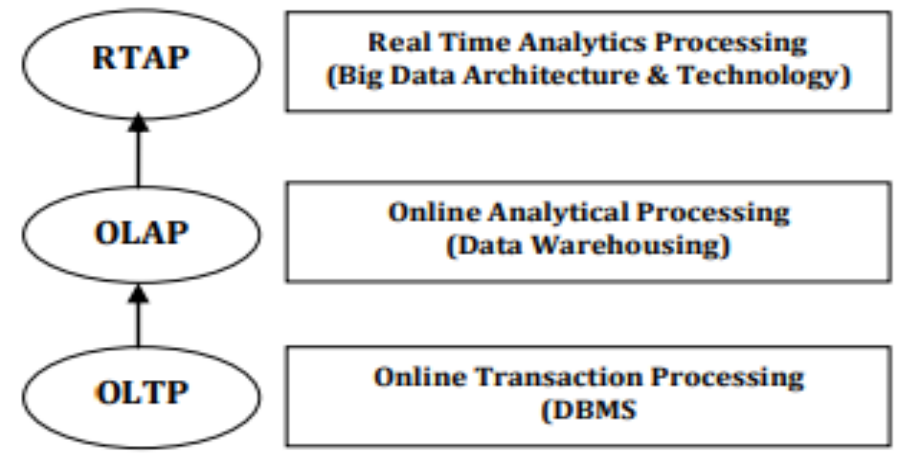 RTAP
Real Time Analytics Processing
(Big Data Architecture & Technology)
OLAP
Online Analytical Processing
(Data Warehousing)
OLTP
Online Transaction Processing
(DBMS